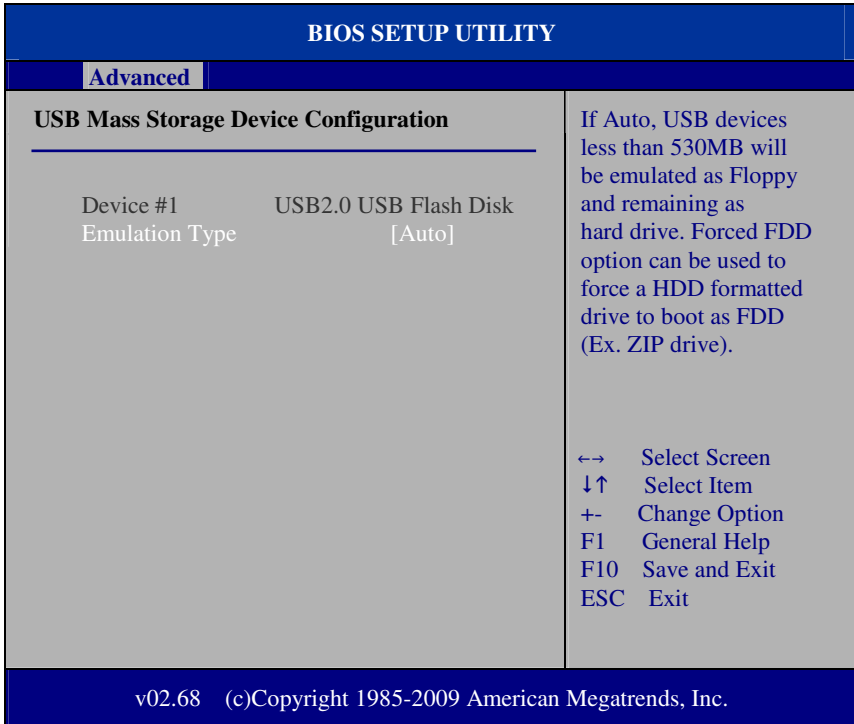 BIOS SETUP UTILITY
Advanced
USB Mass Storage Device Configuration
Device #1 USB2.0 USB Flash Disk
Emulation Type [Auto]
If Auto, USB devices
less than 530MB will
be emulated as Floppy
and remaining as
hard drive. Forced FDD
option can be used to
force a HDD formatted
drive to boot as FDD
(Ex. ZIP drive).
←→ Select Screen
↓↑ Select Item
+- Change Option
F1 General Help
F10 Save and Exit
ESC Exit
v02.68 (c)Copyright 1985-2009 American Megatrends, Inc.